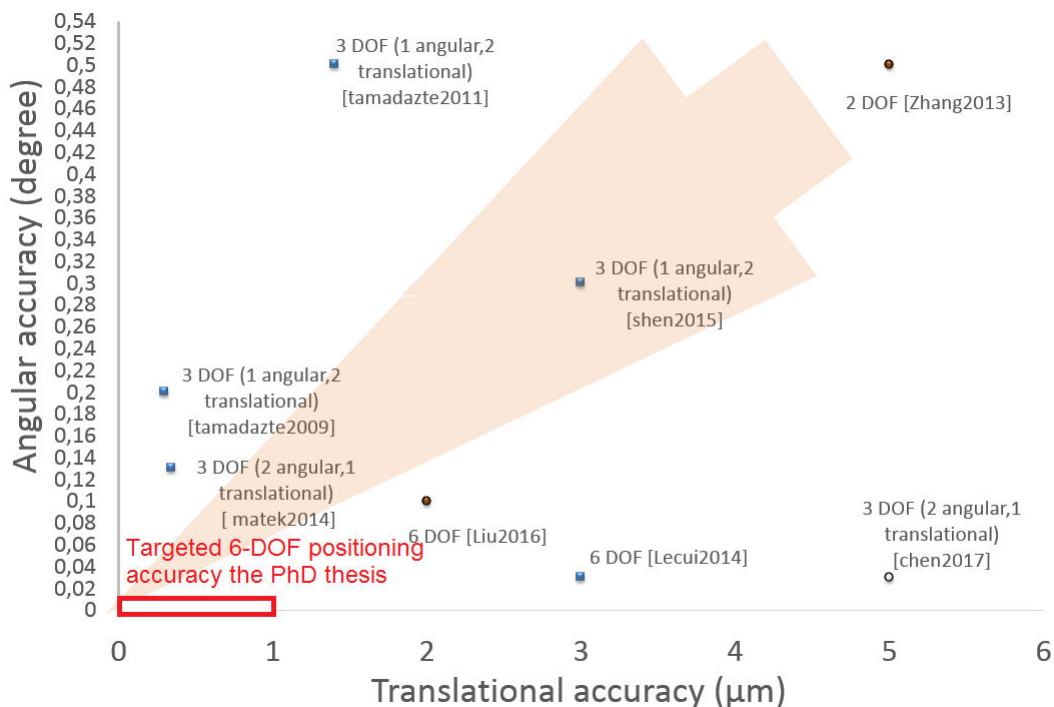 Angular accuracy (degree)
0,54
0,52
0,5
0,48
0,46
0,44
0,42
0,4
0,38
0,36
0,34
0,32
0,3
0,28
0,26
0,24
0,22
0,2
0,18
0,16
0,14
0,12
0,1
0,08
0,06
0,04
0,02
0
3 DOF (1 angular,2
translational)
[tamadazte2011]
2 DOF [Zhang2013]
3 DOF (1 angular,2
translational)
[shen2015]
3 DOF (1 angular,2
translational)
[tamadazte2009]
3 DOF (2 angular,1
translational)
[ matek2014]
6 DOF [Liu2016]
3 DOF (2 angular,1
translational)
[chen2017]
6 DOF [Lecui2014]
Targeted 6-DOF positioning
accuracy the PhD thesis
0 1 2 3 4 5 6
Translational accuracy (µm)